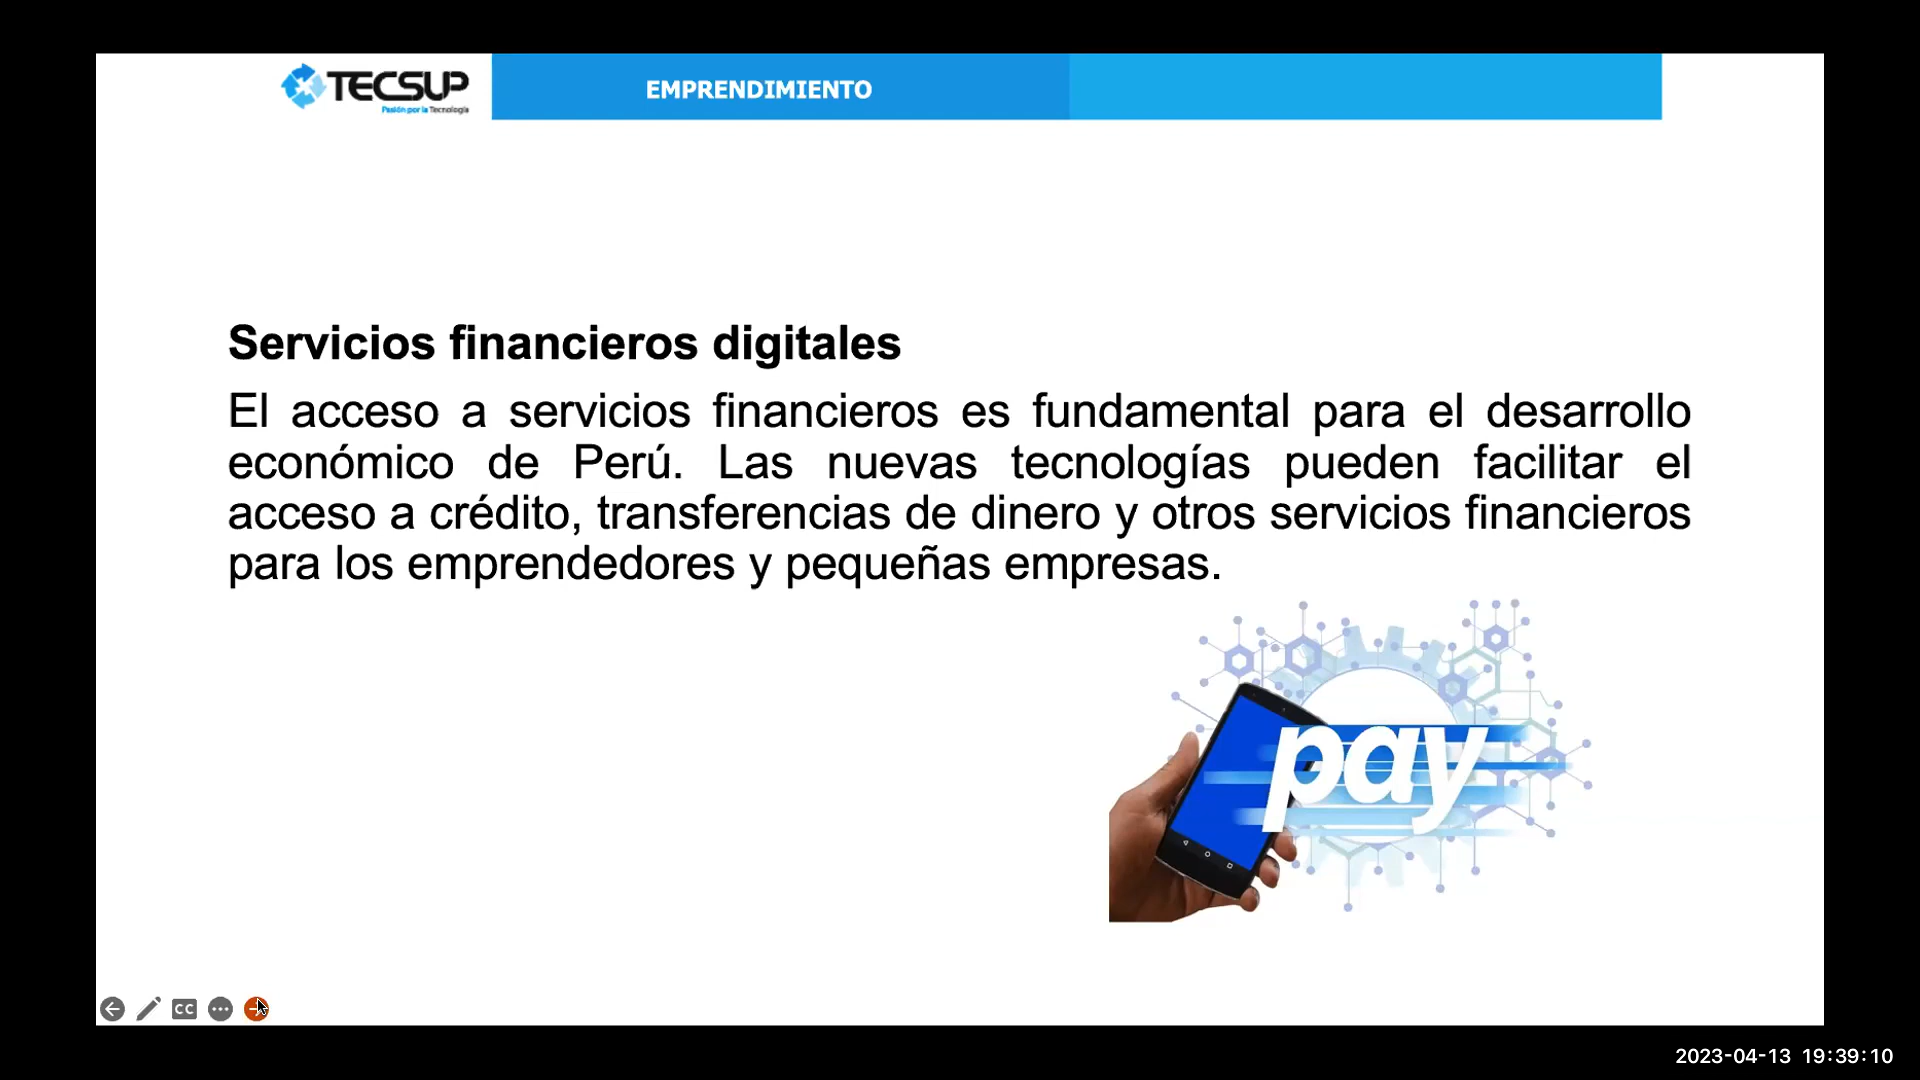 TECSUP
Pasión por la Tecnología
EMPRENDIMIENTO
Servicios financieros digitales
El acceso a servicios financieros es fundamental para el desarrollo
económico de Perú. Las nuevas tecnologías pueden facilitar el
acceso a crédito, transferencias de dinero y otros servicios financieros
para los emprendedores y pequeñas empresas.
pay
CC
2023-04-13 19:39:10